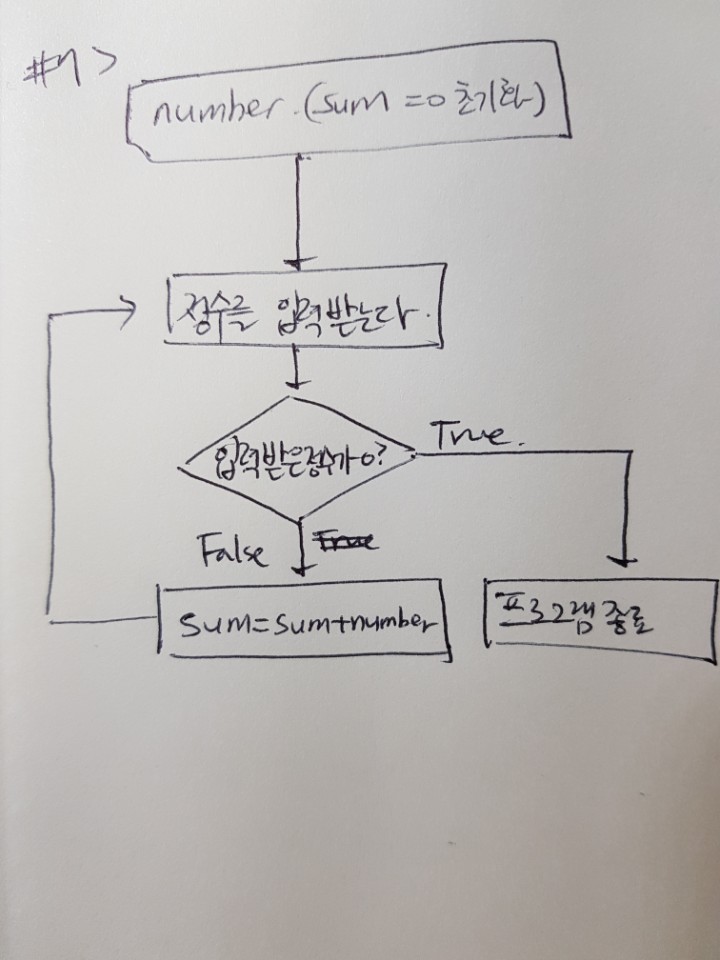 #7>
number.(sum =0 초기화)
정수를 입력받는다.
입력받은정수가0?
True.
False True
sum=sum+number
프로그램 종료